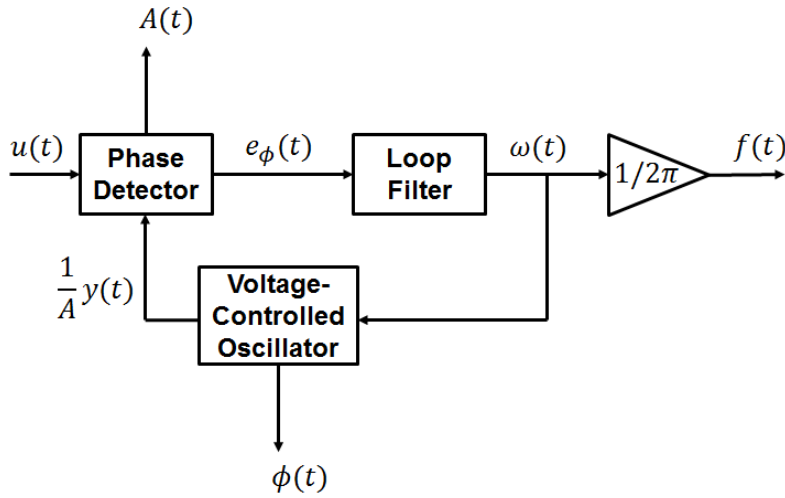 A(t)
u(t)
Phase
Detector
e_ϕ(t)
Loop
Filter
ω(t)
1/2π
f(t)
1/A y(t)
Voltage-
Controlled
Oscillator
ϕ(t)